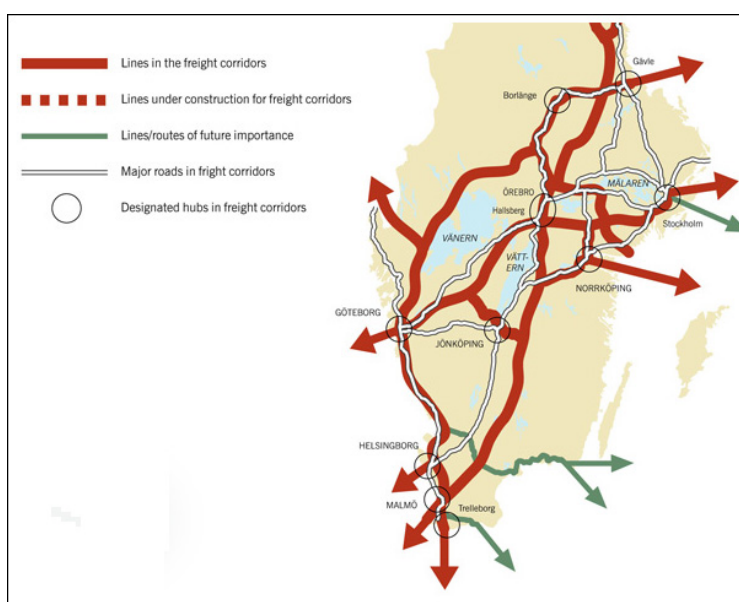 Lines in the freight corridors
Lines under construction for freight corridors
Lines/routes of future importance
Major roads in fright corridors
Designated hubs in freight corridors
Gävle
Borlänge
MÄLAREN
ÖREBRO
Hallsberg
Stockholm
VÄNERN
VÄTT-
ERN
NORRKÖPING
GÖTEBORG
JÖNKÖPING
HELSINGBORG
MALMÖ
Trelleborg